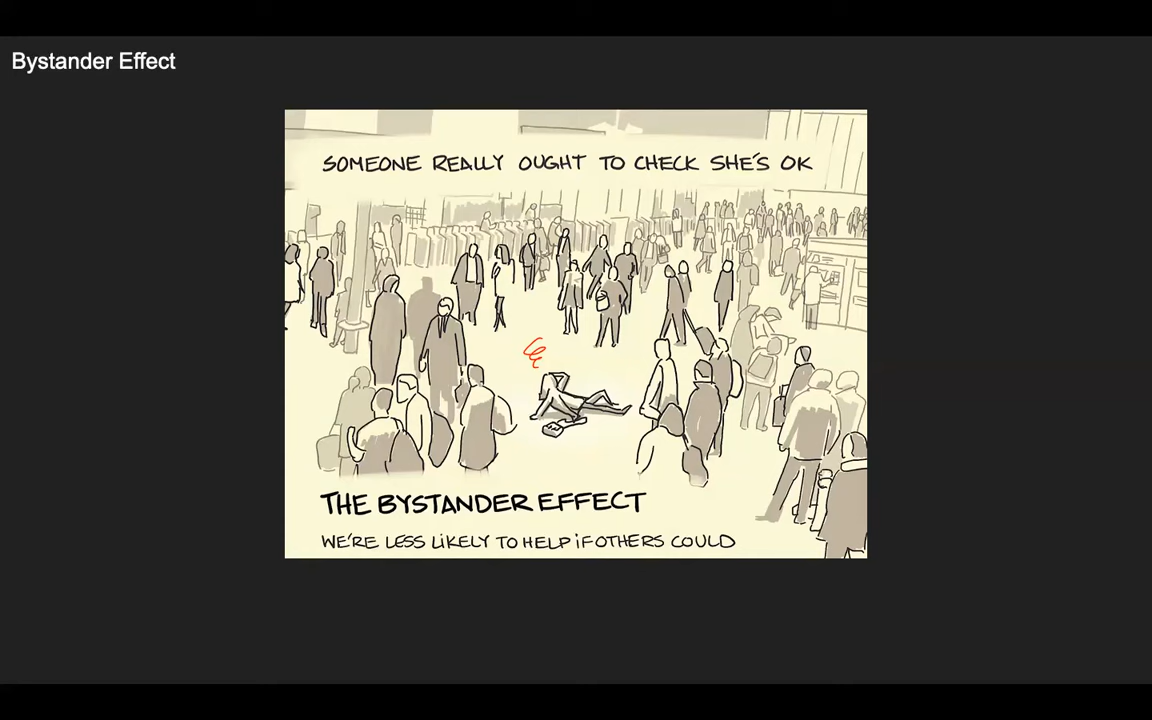 Bystander Effect
SOMEONE REALLY OUGHT TO CHECK SHE'S OK
THE BYSTANDER EFFECT
WE'RE LESS LIKELY TO HELP IF OTHERS COULD